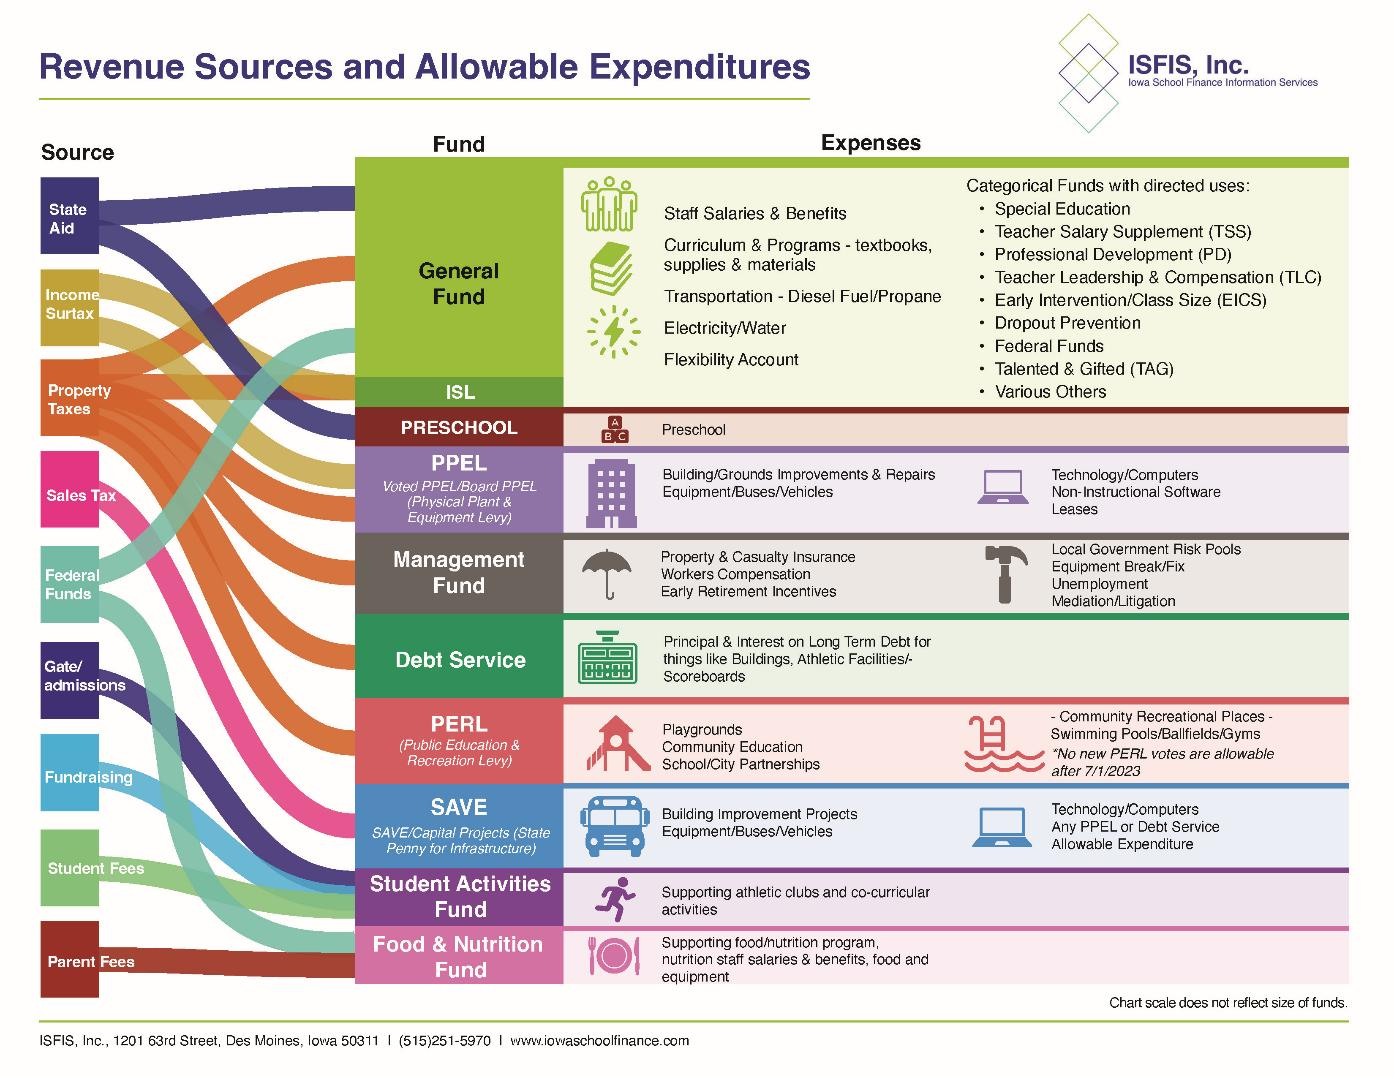 Revenue Sources and Allowable Expenditures
ISFIS, Inc.
Iowa School Finance Information Services
Source
Fund
Expenses
State
Aid
Income
Surtax
Property
Taxes
Sales Tax
Federal
Funds
Gate/
admissions
Fundraising
Student Fees
Parent Fees
General
Fund
Staff Salaries & Benefits
Curriculum & Programs - textbooks,
supplies & materials
Transportation - Diesel Fuel/Propane
Electricity/Water
Flexibility Account
Categorical Funds with directed uses:
• Special Education
• Teacher Salary Supplement (TSS)
• Professional Development (PD)
• Teacher Leadership & Compensation (TLC)
• Early Intervention/Class Size (EICS)
• Dropout Prevention
• Federal Funds
• Talented & Gifted (TAG)
• Various Others
ISL
PRESCHOOL
A
B C
Preschool
PPEL
Voted PPEL/Board PPEL
(Physical Plant &
Equipment Levy)
Building/Grounds Improvements & Repairs
Equipment/Buses/Vehicles
Technology/Computers
Non-Instructional Software
Leases
Management
Fund
Property & Casualty Insurance
Workers Compensation
Early Retirement Incentives
Local Government Risk Pools
Equipment Break/Fix
Unemployment
Mediation/Litigation
Debt Service
Principal & Interest on Long Term Debt for
things like Buildings, Athletic Facilities/-
Scoreboards
PERL
(Public Education &
Recreation Levy)
Playgrounds
Community Education
School/City Partnerships
- Community Recreational Places -
Swimming Pools/Ballfields/Gyms
*No new PERL votes are allowable
after 7/1/2023
SAVE
SAVE/Capital Projects (State
Penny for Infrastructure)
Building Improvement Projects
Equipment/Buses/Vehicles
Technology/Computers
Any PPEL or Debt Service
Allowable Expenditure
Student Activities
Fund
Supporting athletic clubs and co-curricular
activities
Food & Nutrition
Fund
Supporting food/nutrition program,
nutrition staff salaries & benefits, food and
equipment
Chart scale does not reflect size of funds.
ISFIS, Inc., 1201 63rd Street, Des Moines, Iowa 50311 | (515)251-5970 | www.iowaschoolfinance.com